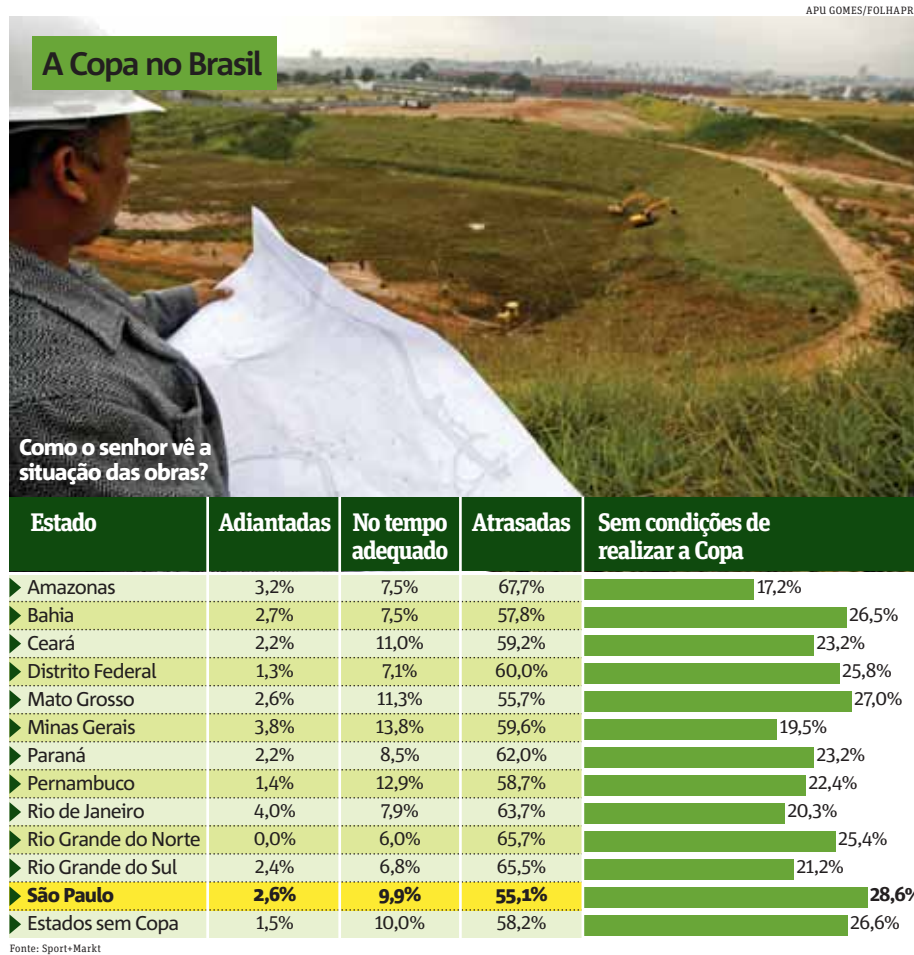 APU GOMES/FOLHAPR
A Copa no Brasil
Como o senhor vê a
situação das obras?
Estado Adiantadas No tempo adequado Atrasadas Sem condições de realizar a Copa
Amazonas 3,2% 7,5% 67,7% 17,2%
Bahia 2,7% 7,5% 57,8% 26,5%
Ceará 2,2% 11,0% 59,2% 23,2%
Distrito Federal 1,3% 7,1% 60,0% 25,8%
Mato Grosso 2,6% 11,3% 55,7% 27,0%
Minas Gerais 3,8% 13,8% 59,6% 19,5%
Paraná 2,2% 8,5% 62,0% 23,2%
Pernambuco 1,4% 12,9% 58,7% 22,4%
Rio de Janeiro 4,0% 7,9% 63,7% 20,3%
Rio Grande do Norte 0,0% 6,0% 65,7% 25,4%
Rio Grande do Sul 2,4% 6,8% 65,5% 21,2%
São Paulo 2,6% 9,9% 55,1% 28,6%
Estados sem Copa 1,5% 10,0% 58,2% 26,6%
Fonte: Sport+Markt